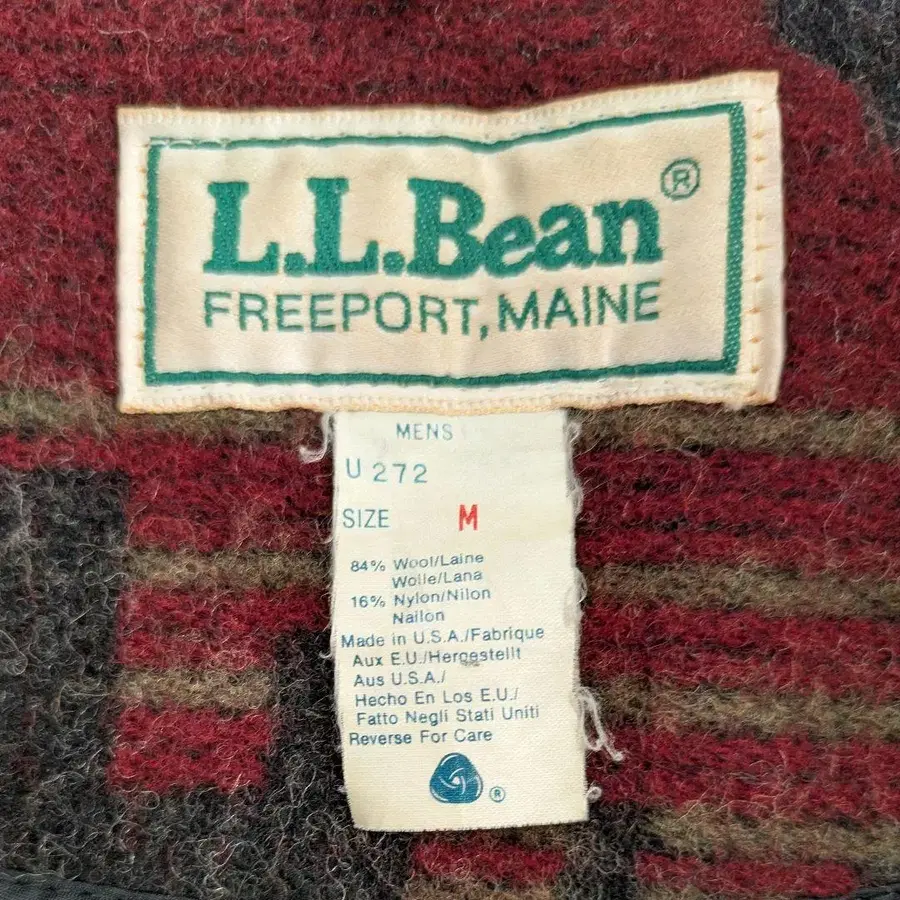 L.L.Bean®
FREEPORT, MAINE
MENS
U 272
SIZE M
84% Wool/Laine
Wolle/Lana
16% Nylon/Nilon
Nailon
Made in U.S.A./Fabrique
Aux E.U./Hergestellt
Aus U.S.A./
Hecho En Los E.U./
Fatto Negli Stati Uniti
Reverse For Care
®